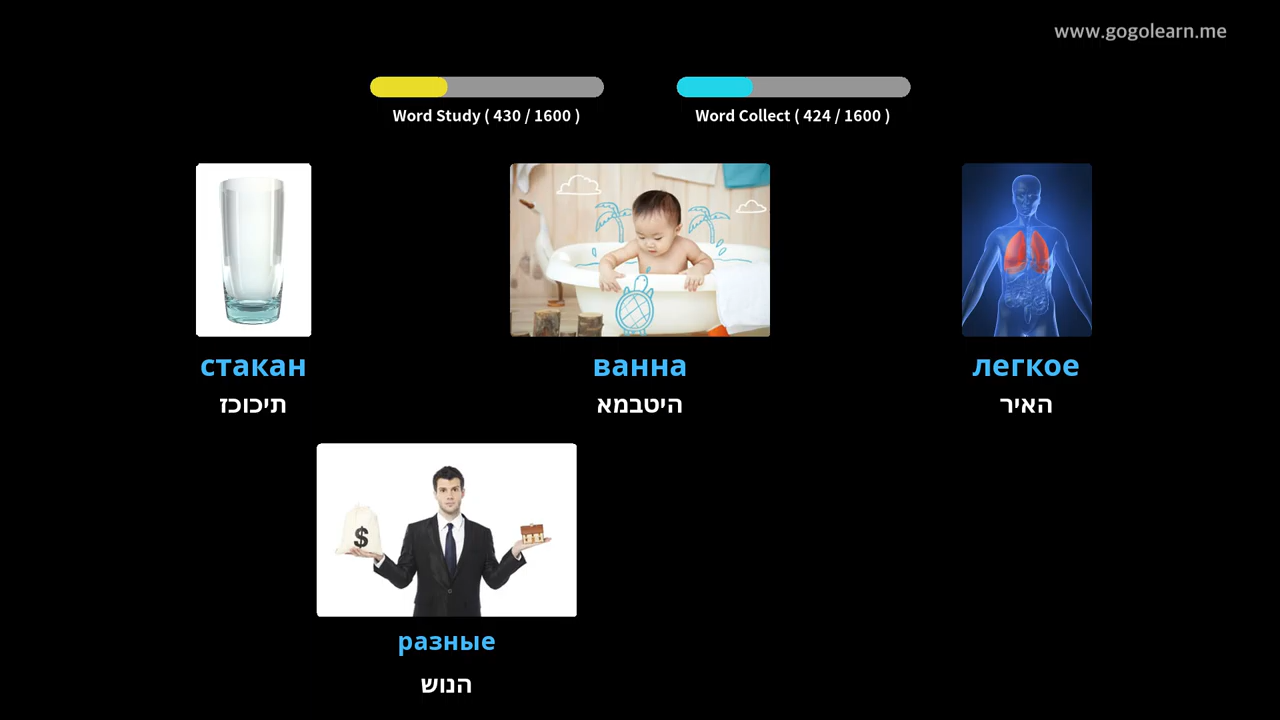 www.gogolearn.me
Word Study ( 430 / 1600 )
Word Collect ( 424 / 1600 )
стакан
תיכוכז
ванна
היטבמא
легкое
האיר
$
разные
הנוש